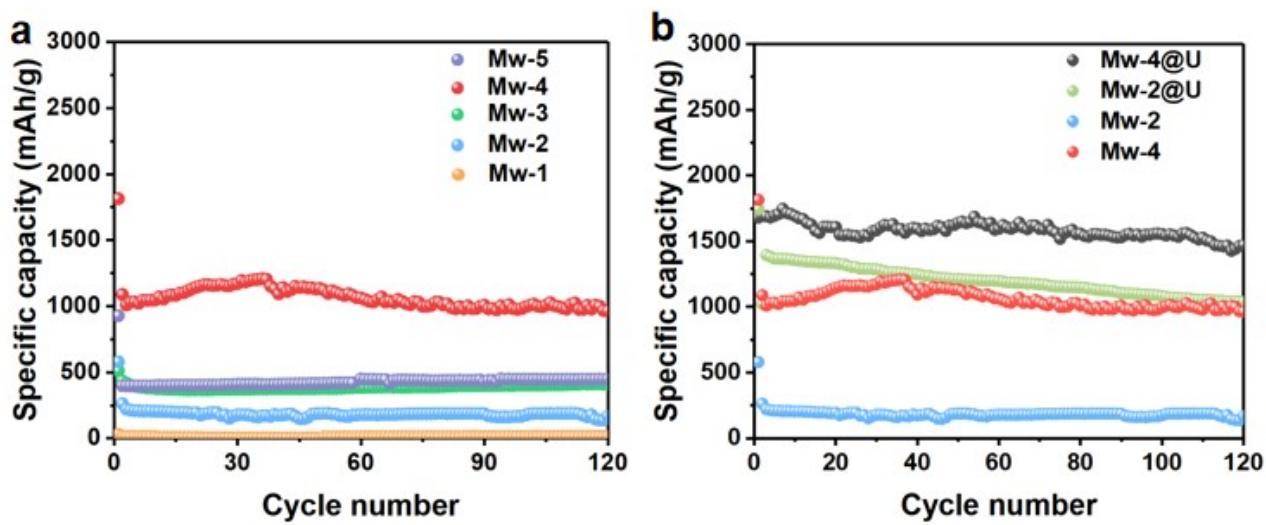 a
Specific capacity (mAh/g)
3000
2500
2000
1500
1000
500
0
Mw-5
Mw-4
Mw-3
Mw-2
Mw-1
0 30 60 90 120
Cycle number
b
Specific capacity (mAh/g)
3000
2500
2000
1500
1000
500
0
Mw-4@U
Mw-2@U
Mw-2
Mw-4
0 20 40 60 80 100 120
Cycle number